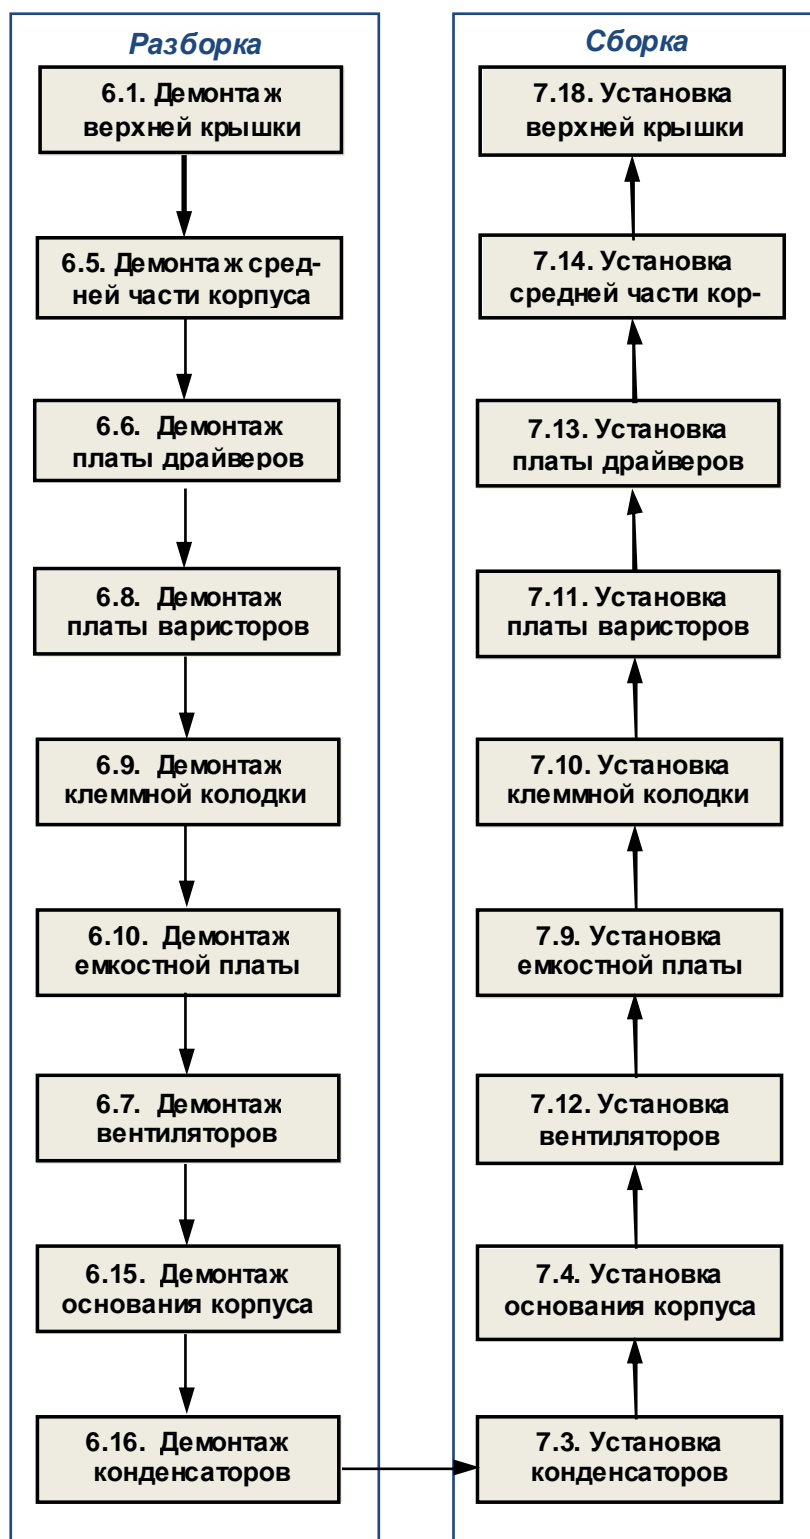 Разборка
6.1. Демонтаж
верхней крышки
6.5. Демонтаж сред-
ней части корпуса
6.6. Демонтаж
платы драйверов
6.8. Демонтаж
платы варисторов
6.9. Демонтаж
клеммной колодки
6.10. Демонтаж
емкостной платы
6.7. Демонтаж
вентиляторов
6.15. Демонтаж
основания корпуса
6.16. Демонтаж
конденсаторов
Сборка
7.18. Установка
верхней крышки
7.14. Установка
средней части кор-
7.13. Установка
платы драйверов
7.11. Установка
платы варисторов
7.10. Установка
клеммной колодки
7.9. Установка
емкостной платы
7.12. Установка
вентиляторов
7.4. Установка
основания корпуса
7.3. Установка
конденсаторов